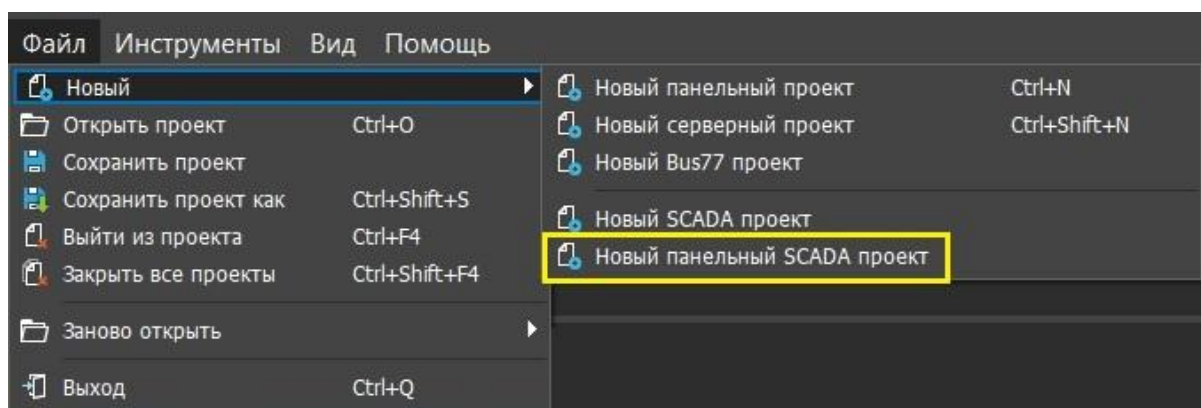 Файл Инструменты Вид Помощь
Новый
Открыть проект Ctrl+O
Сохранить проект
Сохранить проект как Ctrl+Shift+S
Выйти из проекта Ctrl+F4
Закрыть все проекты Ctrl+Shift+F4
Заново открыть
Выход Ctrl+Q
Новый панельный проект Ctrl+N
Новый серверный проект Ctrl+Shift+N
Новый Bus77 проект
Новый SCADA проект
Новый панельный SCADA проект